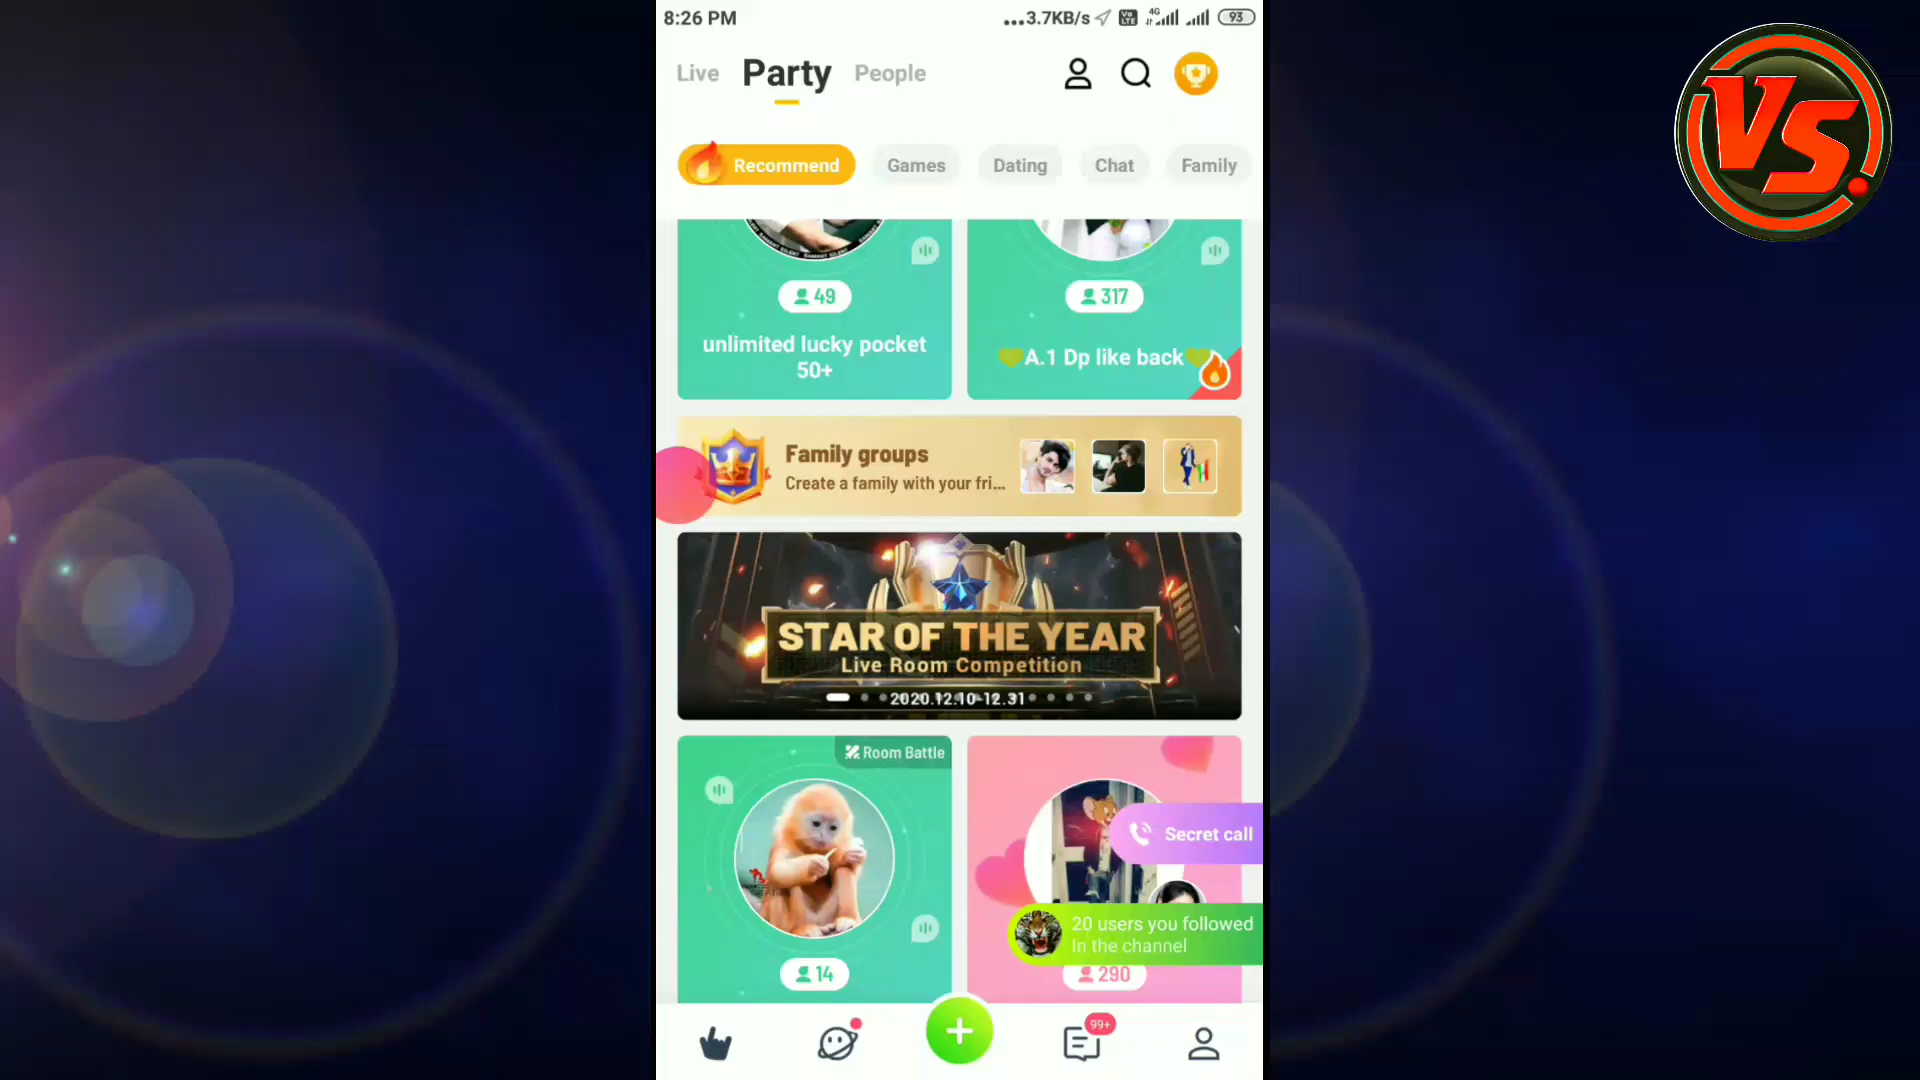 8:26 PM
...3.7KB/s
Vo LTE
4G
93
Live
Party
People
Recommend
Games
Dating
Chat
Family
49
317
unlimited lucky pocket
50+
A.1 Dp like back
Family groups
Create a family with your fri...
STAR OF THE YEAR
Live Room Competition
2020.12.10-12.31
Room Battle
Secret call
20 users you followed
In the channel
14
290
99+
VS.